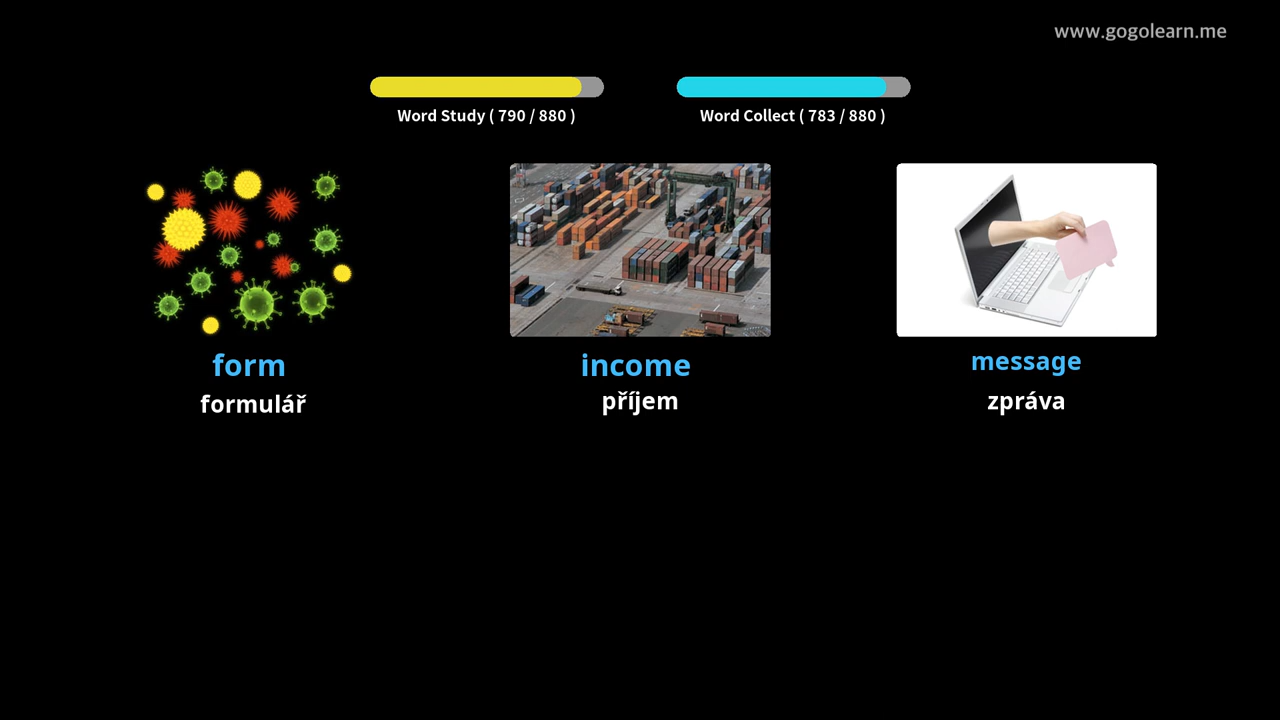 www.gogolearn.me
Word Study ( 790 / 880 )
Word Collect ( 783 / 880 )
form
income
message
formulář
příjem
zpráva